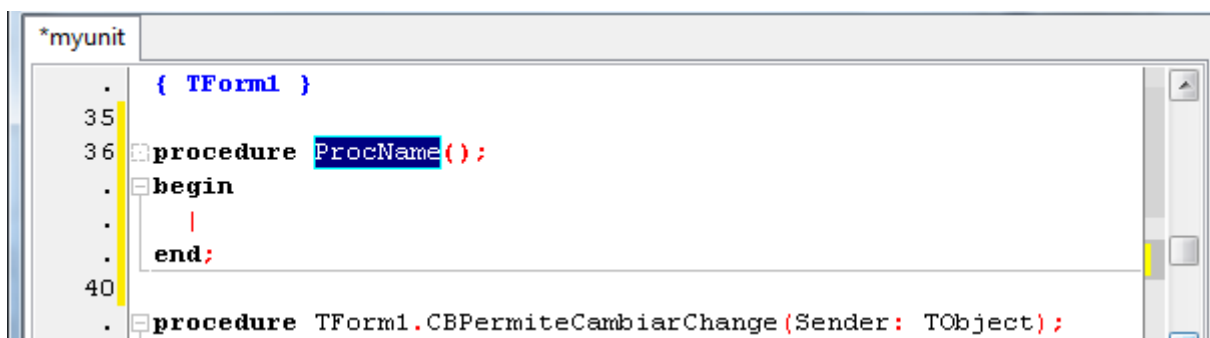 *myunit
. { TForm1 }
35
36 procedure ProcName();
. begin
. |
. end;
40
. procedure TForm1.CBPermiteCambiarChange(Sender: TObject);